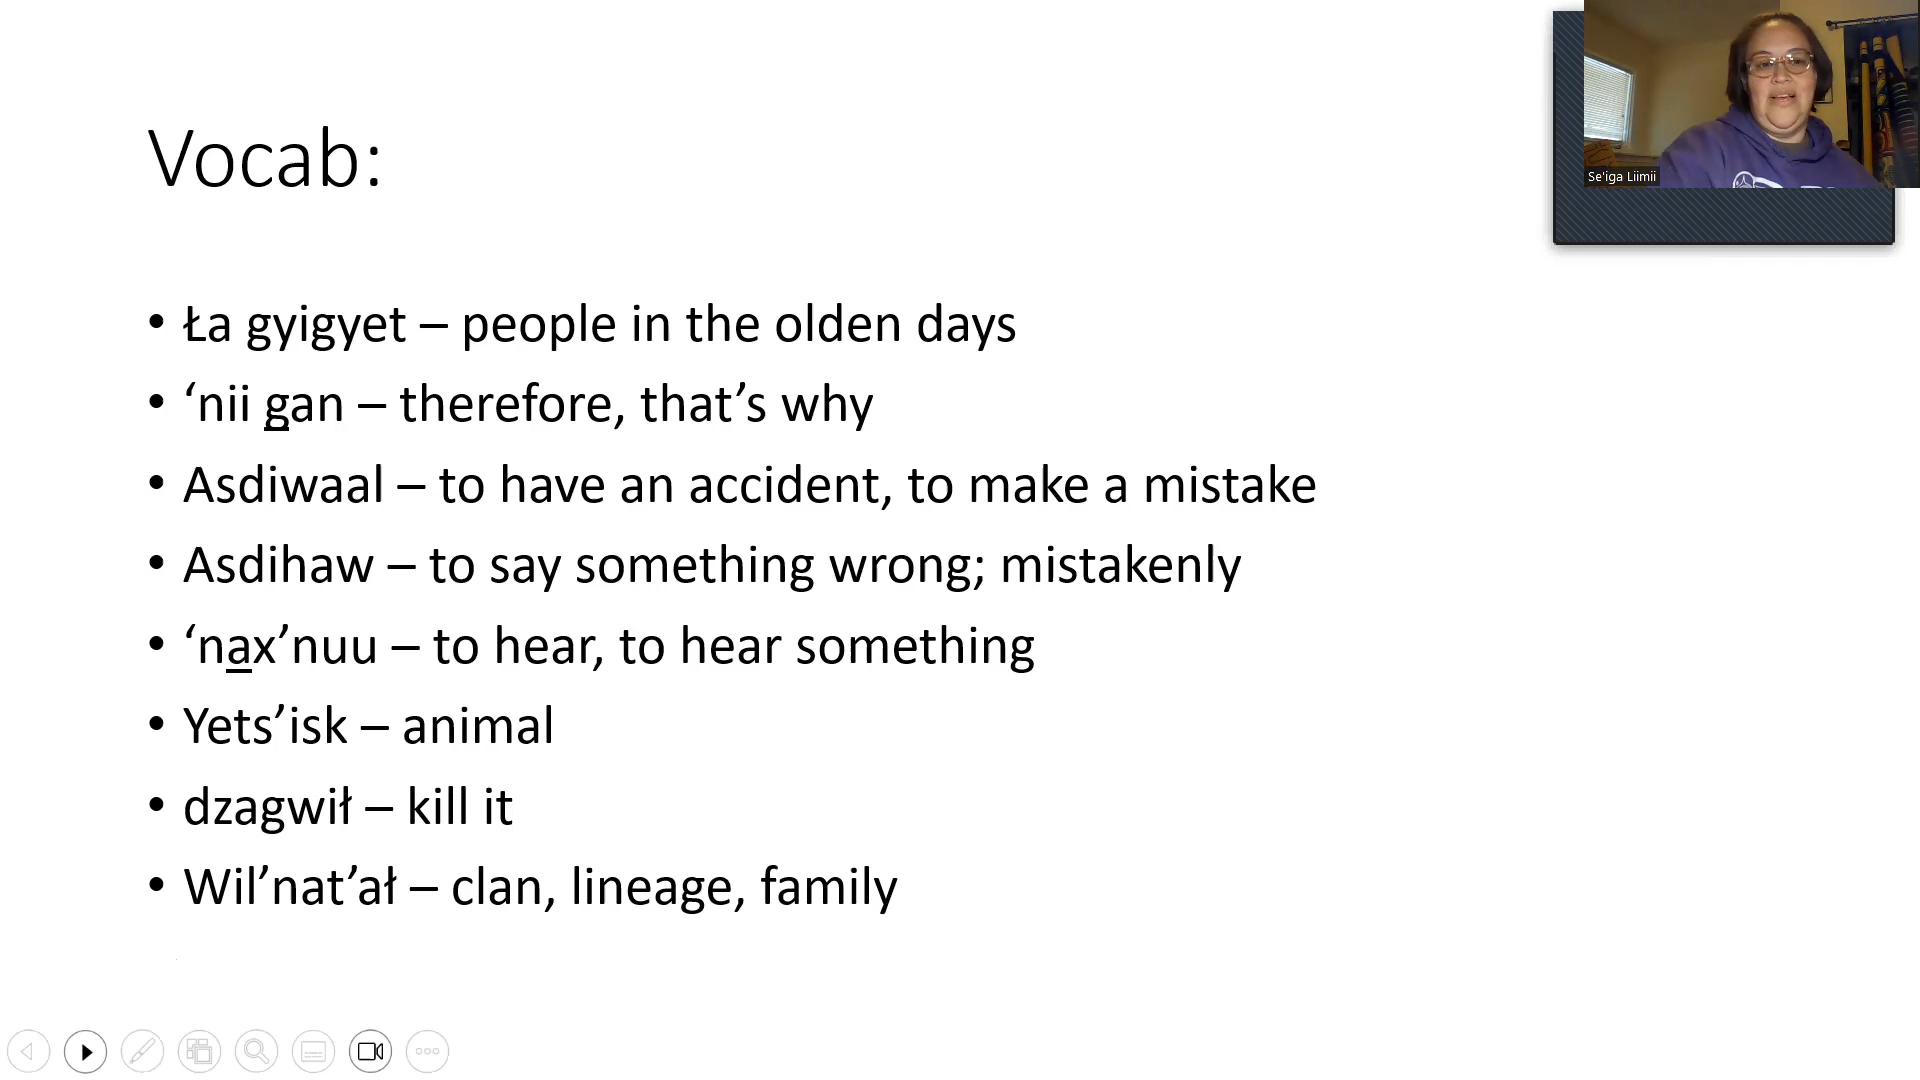 Vocab:
Se'iga Liimii
• Ła gyigyet – people in the olden days
• ‘nii g̲an – therefore, that’s why
• Asdiwaal – to have an accident, to make a mistake
• Asdihaw – to say something wrong; mistakenly
• ‘na̲x’nuu – to hear, to hear something
• Yets’isk – animal
• dzagwił – kill it
• Wil’nat’ał – clan, lineage, family